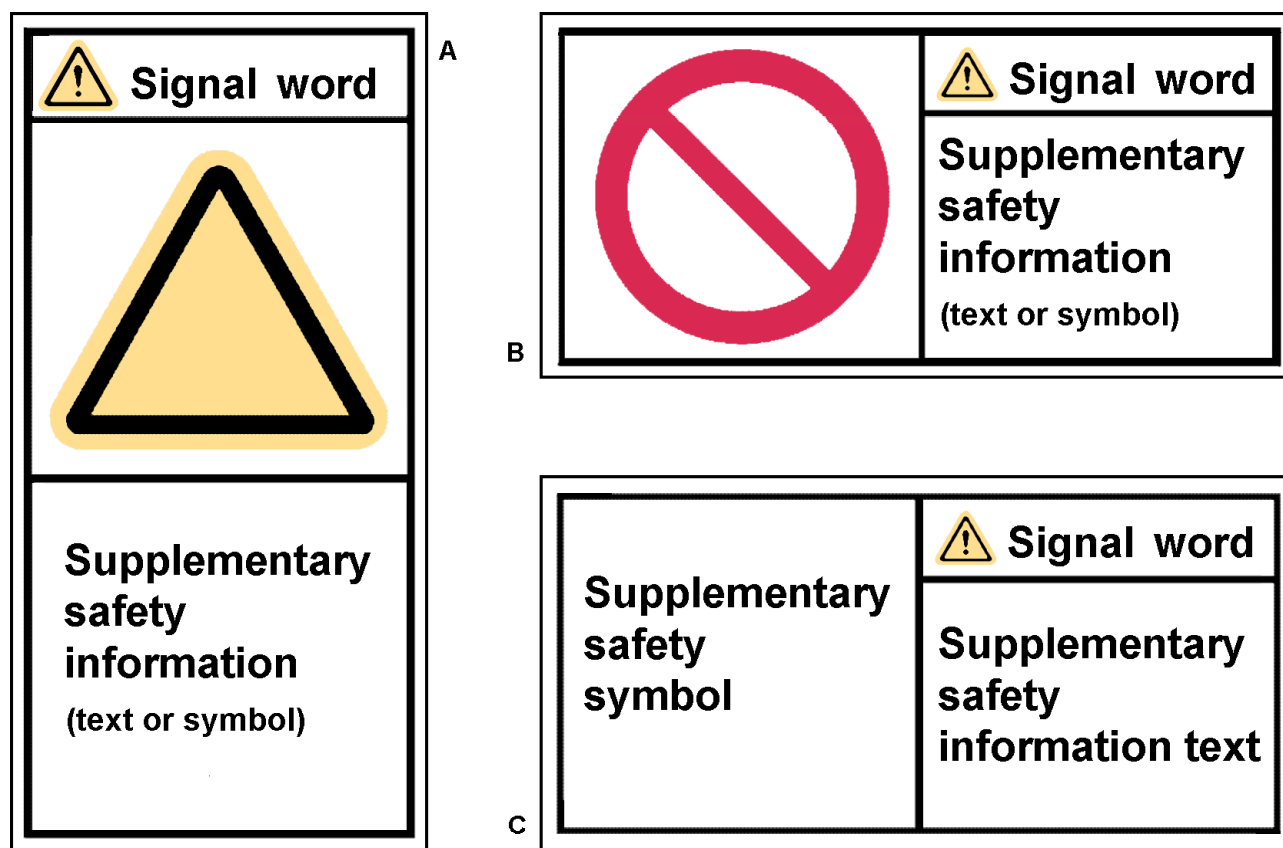 A
! Signal word
Supplementary
safety
information
(text or symbol)
B
! Signal word
Supplementary
safety
information
(text or symbol)
C
Supplementary
safety
symbol
! Signal word
Supplementary
safety
information text